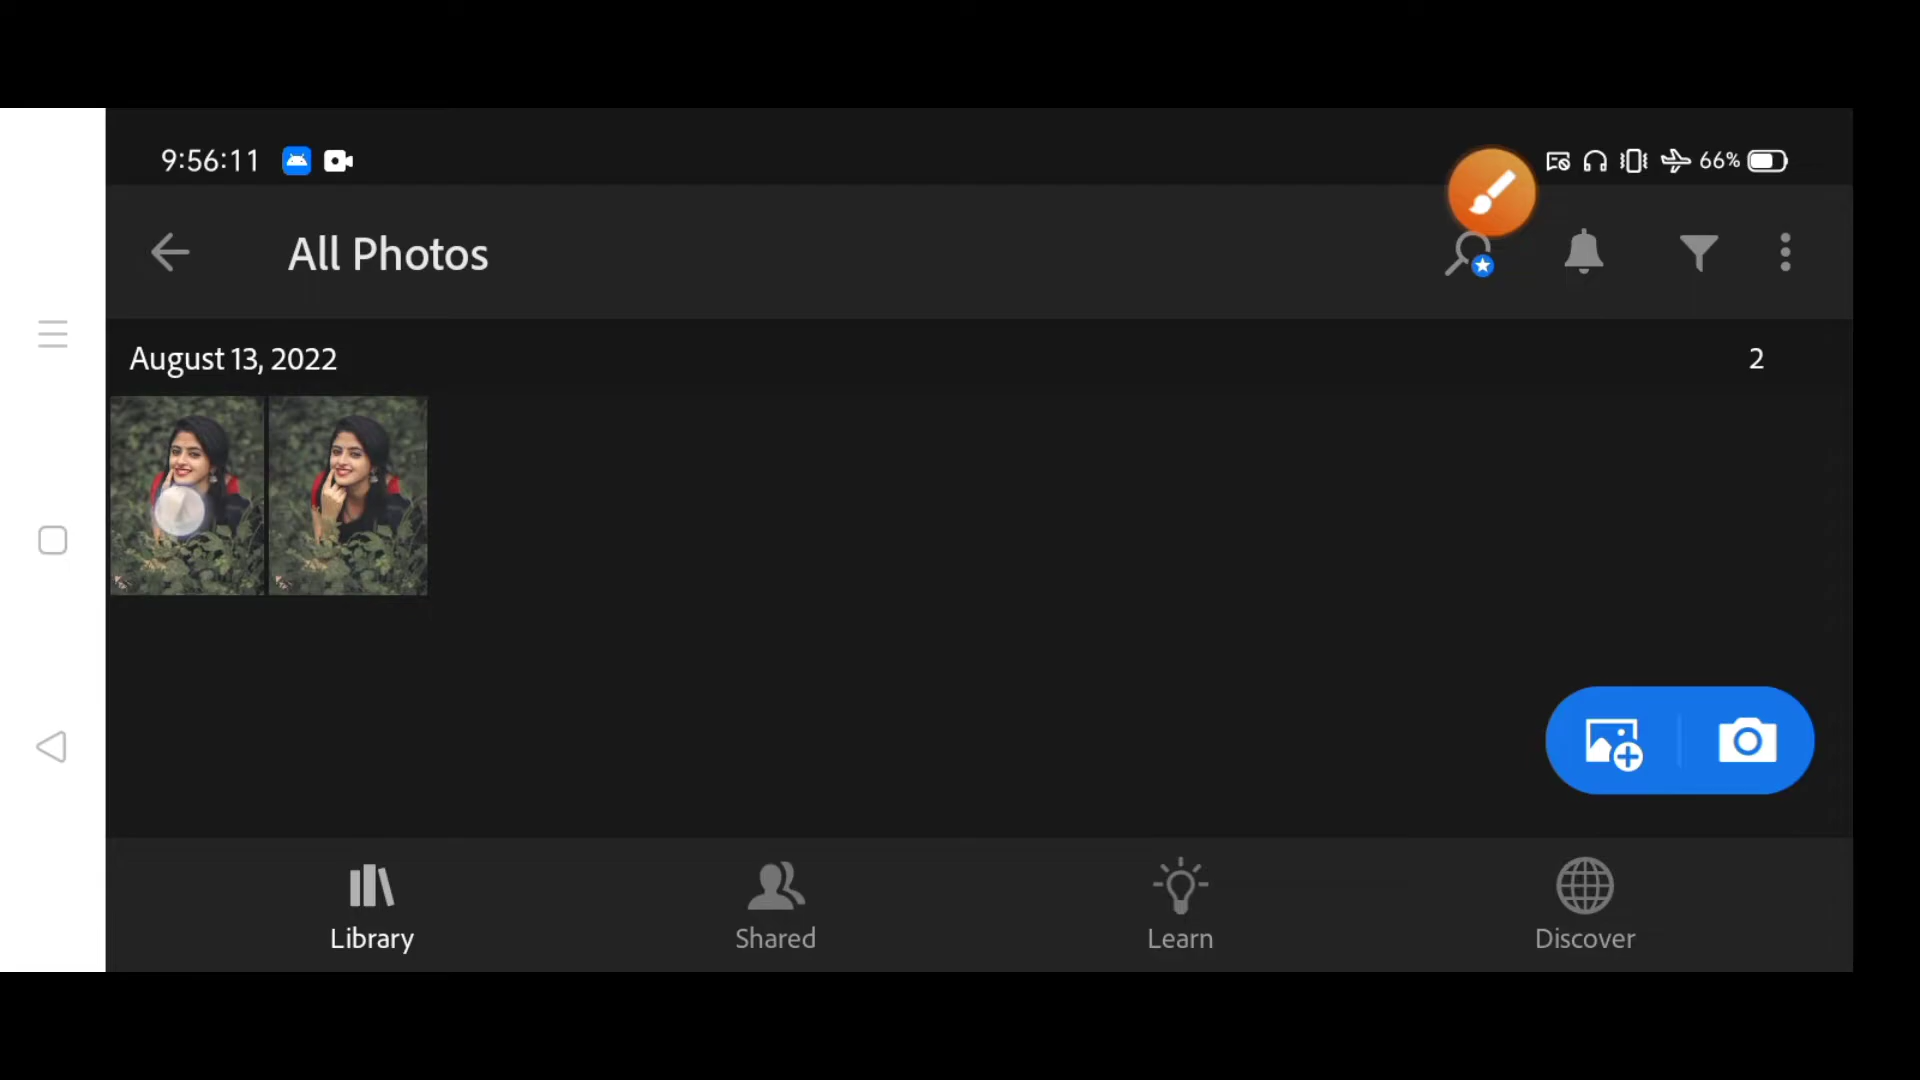 9:56:11
66%
All Photos
August 13, 2022
2
Library
Shared
Learn
Discover